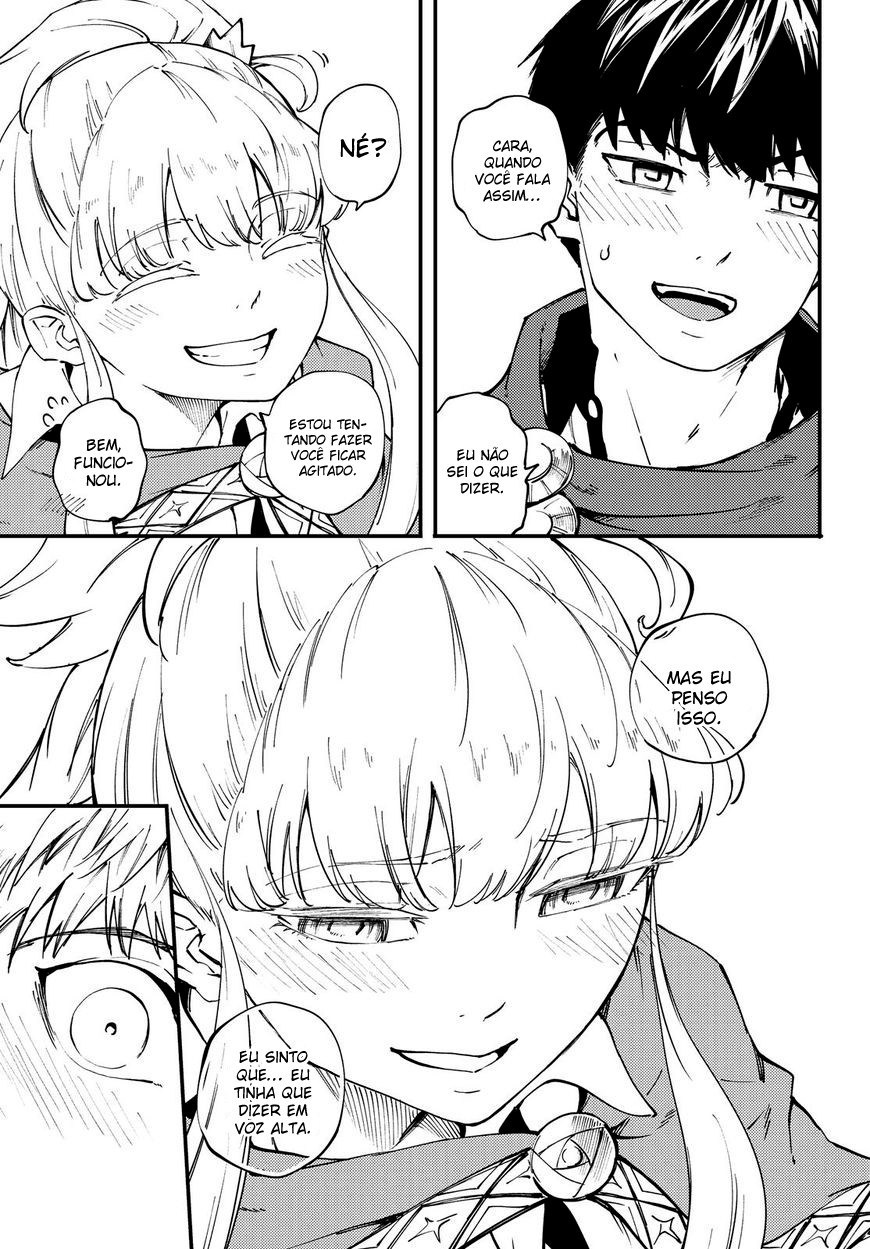 CARA,
QUANDO
VOCÊ FALA
ASSIM...
EU NÃO
SEI O QUE
DIZER.
NÉ?
ESTOU TEN-
TANDO FAZER
VOCÊ FICAR
AGITADO.
BEM,
FUNCIO-
NOU.
MAS EU
PENSO
ISSO.
EU SINTO
QUE... EU
TINHA QUE
DIZER EM
VOZ ALTA.